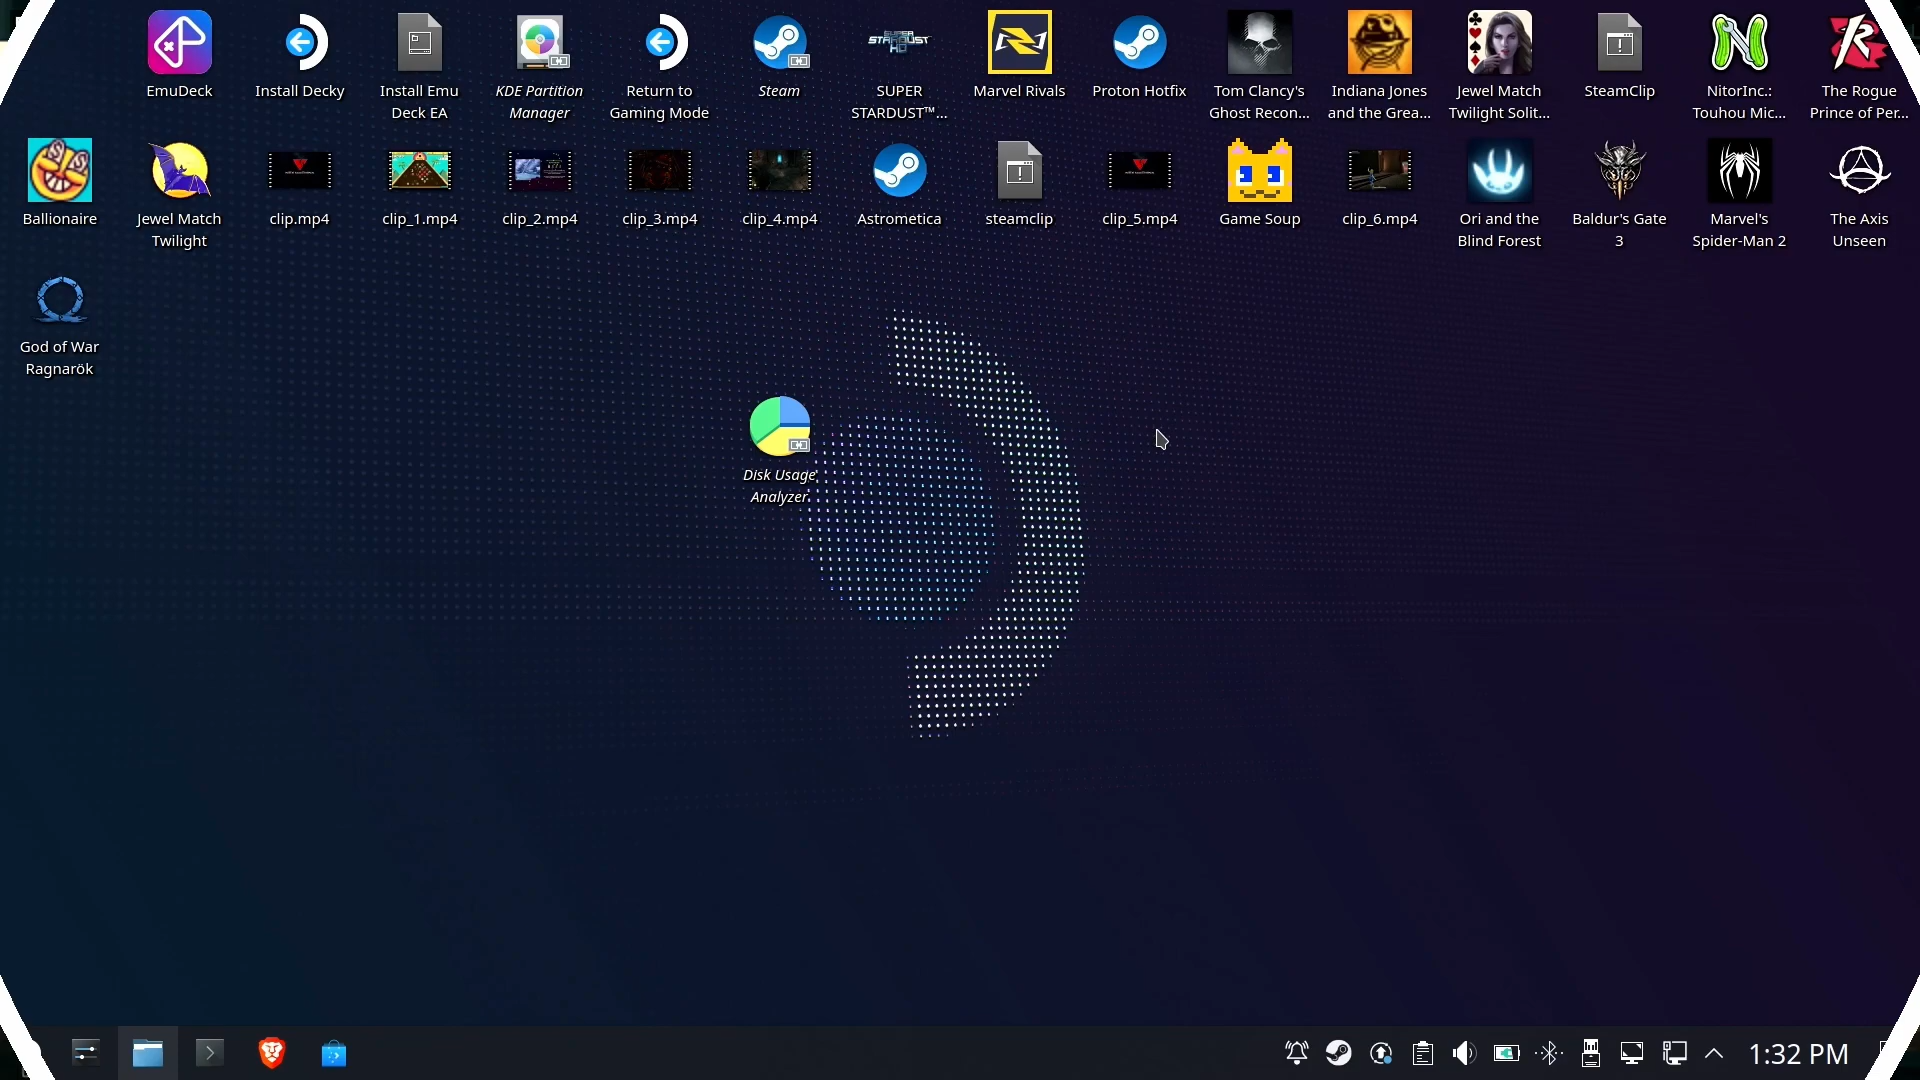 EmuDeck
Install Decky
Install Emu
Deck EA
KDE Partition
Manager
Return to
Gaming Mode
Steam
SUPER
STARDUST™...
Marvel Rivals
Proton Hotfix
Tom Clancy's
Ghost Recon...
Indiana Jones
and the Grea...
Jewel Match
Twilight Solit...
SteamClip
NitorInc.:
Touhou Mic...
The Rogue
Prince of Per...
Ballionaire
Jewel Match
Twilight
clip.mp4
clip_1.mp4
clip_2.mp4
clip_3.mp4
clip_4.mp4
Astrometica
steamclip
clip_5.mp4
Game Soup
clip_6.mp4
Ori and the
Blind Forest
Baldur's Gate
3
Marvel's
Spider-Man 2
The Axis
Unseen
God of War
Ragnarök
Disk Usage
Analyzer
1:32 PM